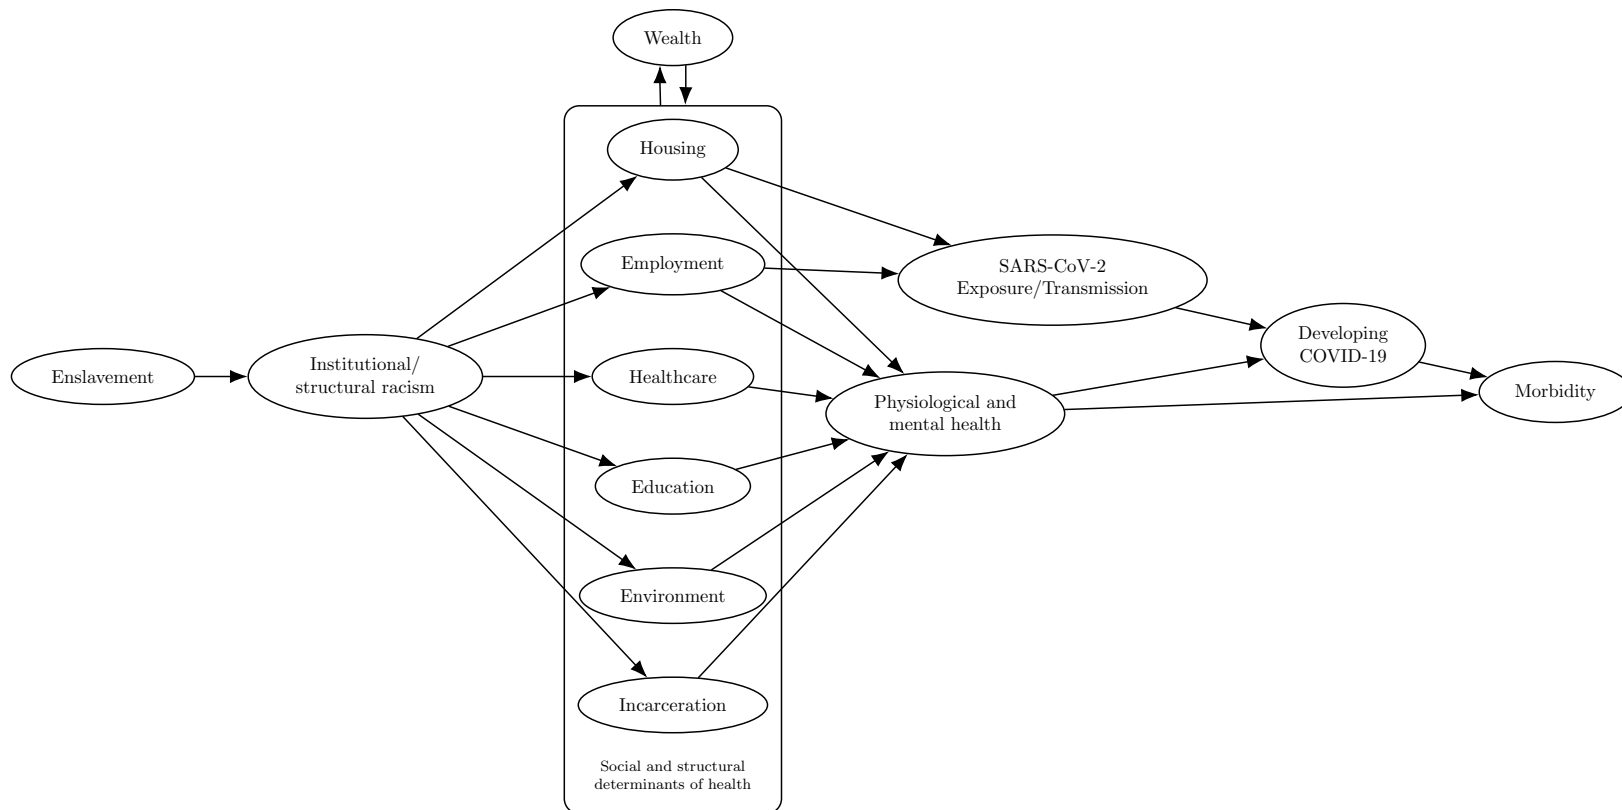 Wealth
Housing
Employment
SARS-CoV-2
Exposure/Transmission
Developing
COVID-19
Enslavement
Institutional/
structural racism
Healthcare
Physiological and
mental health
Morbidity
Education
Environment
Incarceration
Social and structural
determinants of health